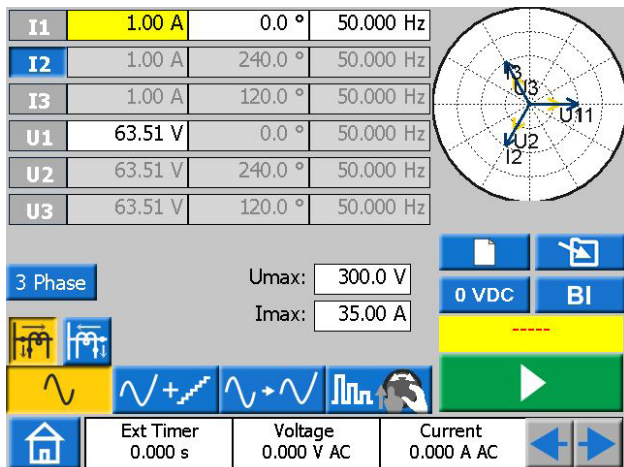 I1 1.00 A 0.0 ° 50.000 Hz
I2 1.00 A 240.0 ° 50.000 Hz
I3 1.00 A 120.0 ° 50.000 Hz
U1 63.51 V 0.0 ° 50.000 Hz
U2 63.51 V 240.0 ° 50.000 Hz
U3 63.51 V 120.0 ° 50.000 Hz
I3
U3
U11
U2
I2
3 Phase
Umax: 300.0 V
Imax: 35.00 A
0 VDC BI
-----
Ext Timer Voltage Current
0.000 s 0.000 V AC 0.000 A AC